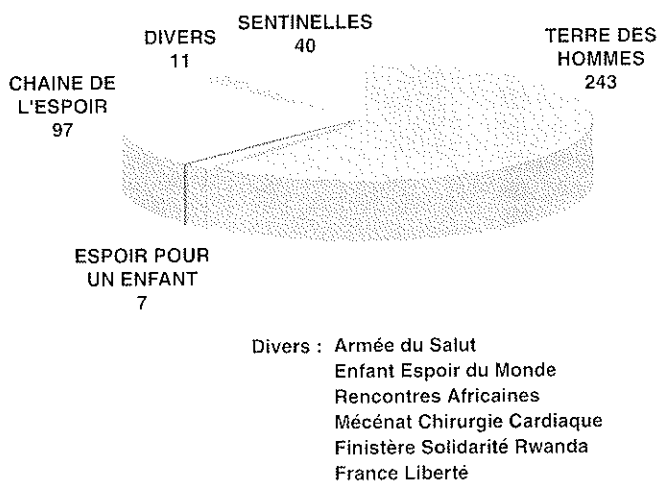 SENTINELLES
40
DIVERS
11
TERRE DES
HOMMES
243
CHAINE DE
L'ESPOIR
97
ESPOIR POUR
UN ENFANT
7
Divers : Armée du Salut
Enfant Espoir du Monde
Rencontres Africaines
Mécénat Chirurgie Cardiaque
Finistère Solidarité Rwanda
France Liberté